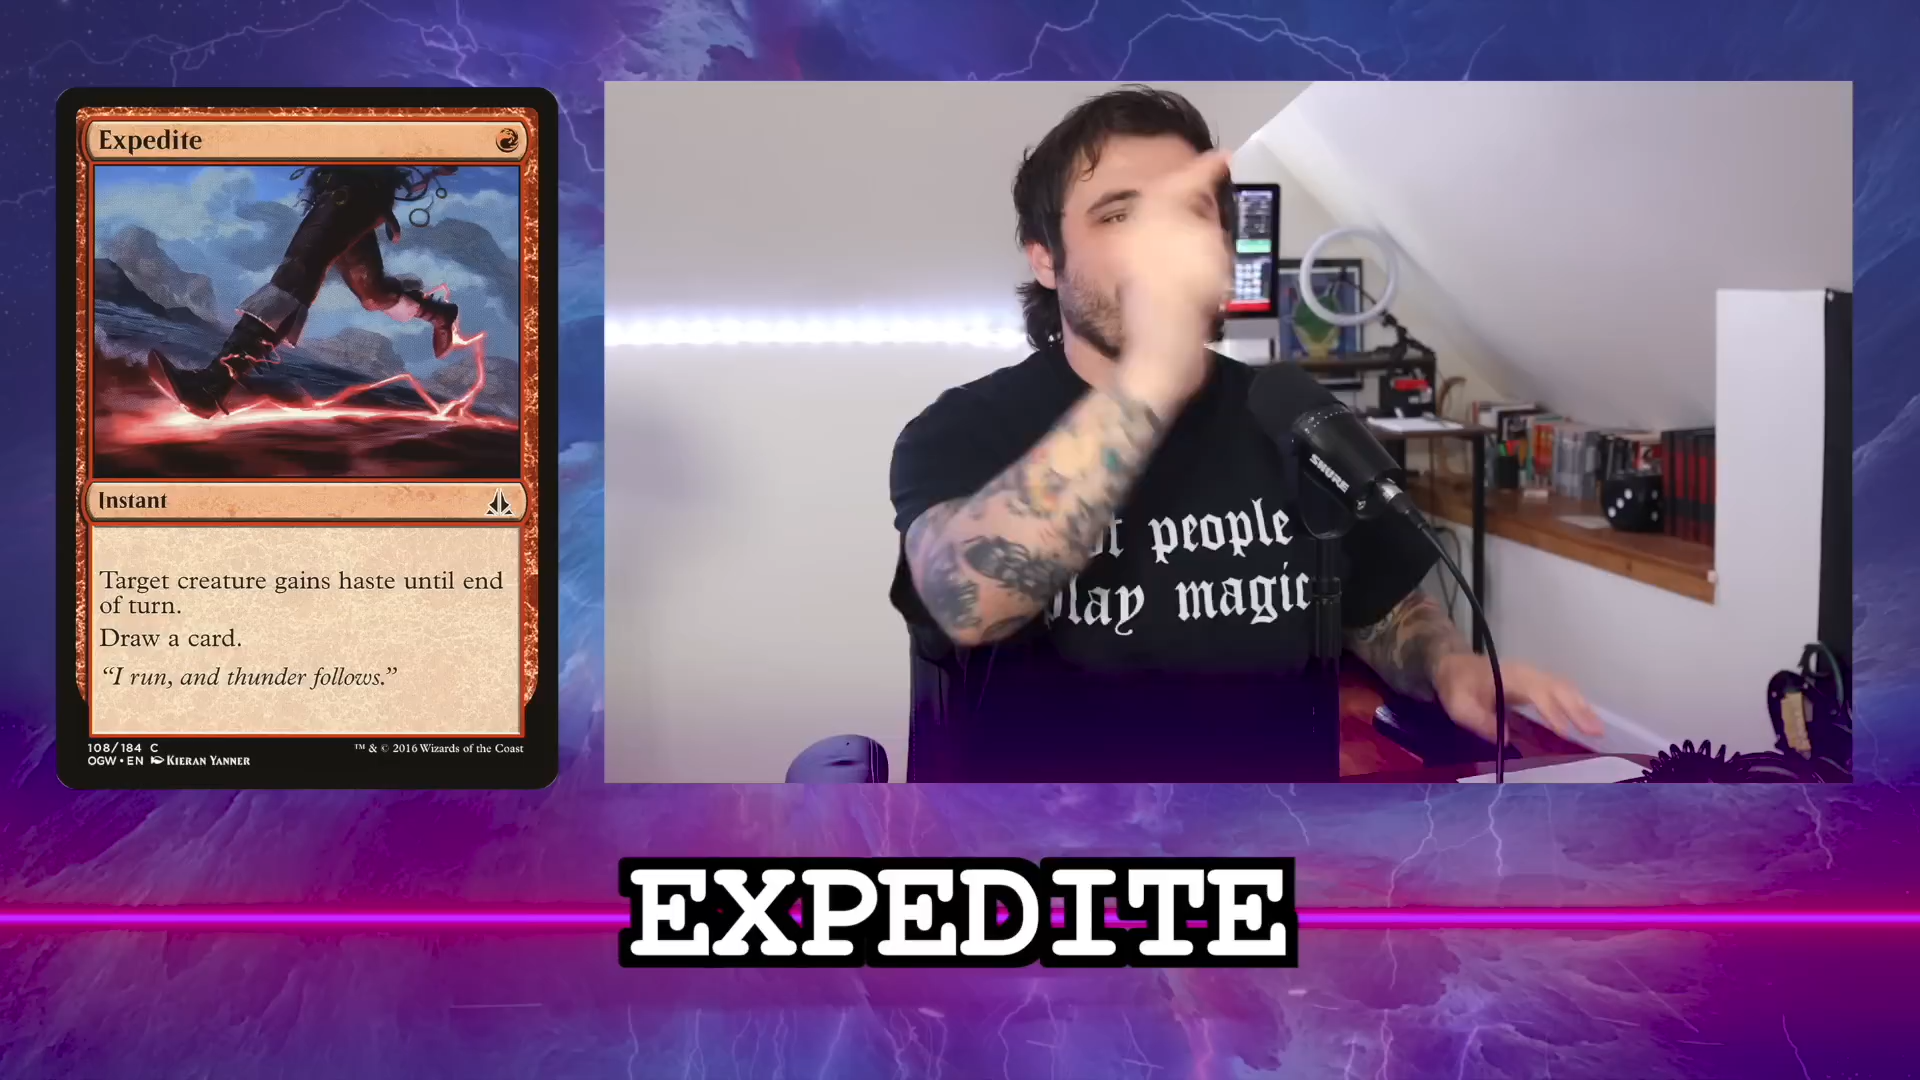 Expedite
Instant
Target creature gains haste until end
of turn.
Draw a card.
“I run, and thunder follows.”
108/184 C
OGW • EN KIERAN YANNER
™ & © 2016 Wizards of the Coast
SHURE
people
play magic
EXPEDITE